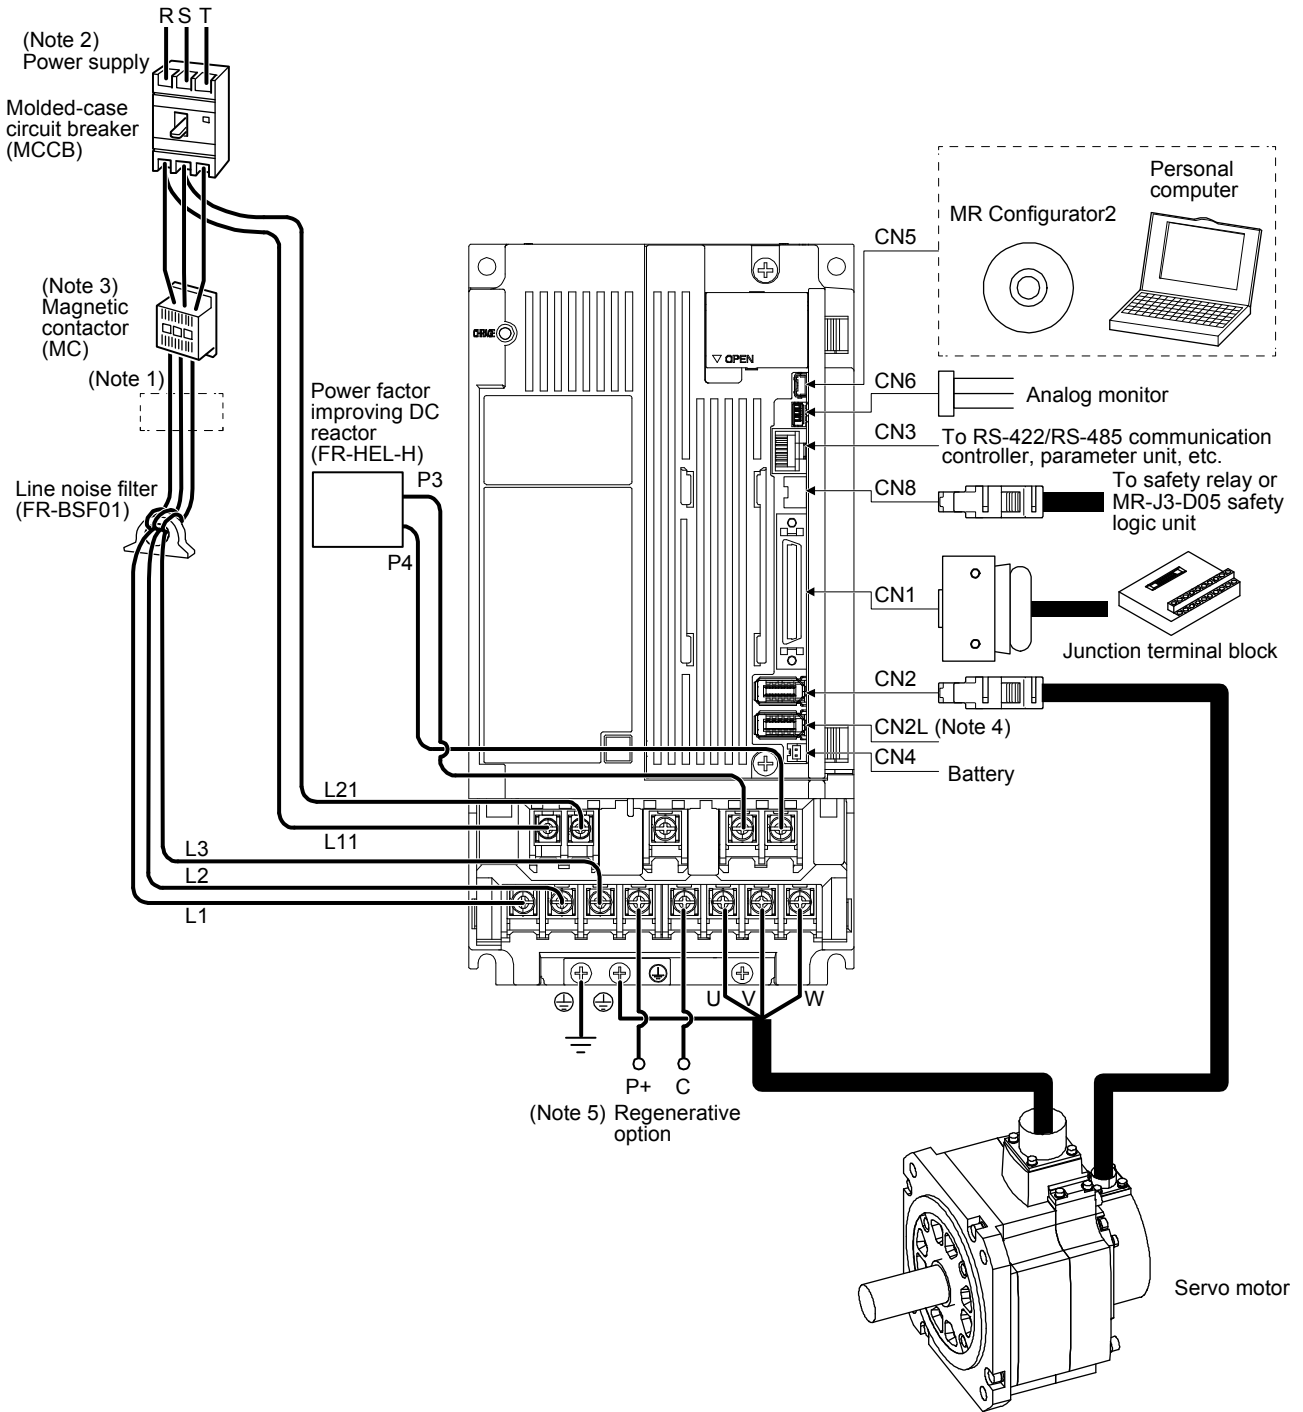 R S T
(Note 2)
Power supply
Molded-case
circuit breaker
(MCCB)
(Note 3)
Magnetic
contactor
(MC)
(Note 1)
Line noise filter
(FR-BSF01)
Power factor
improving DC
reactor
(FR-HEL-H)
P3
P4
CHARGE
OPEN
CN5
MR Configurator2
Personal
computer
CN6
Analog monitor
CN3
To RS-422/RS-485 communication
controller, parameter unit, etc.
CN8
To safety relay or
MR-J3-D05 safety
logic unit
CN1
Junction terminal block
CN2
CN2L (Note 4)
CN4
Battery
L21
L11
L3
L2
L1
U
V
W
P+
C
(Note 5) Regenerative
option
Servo motor